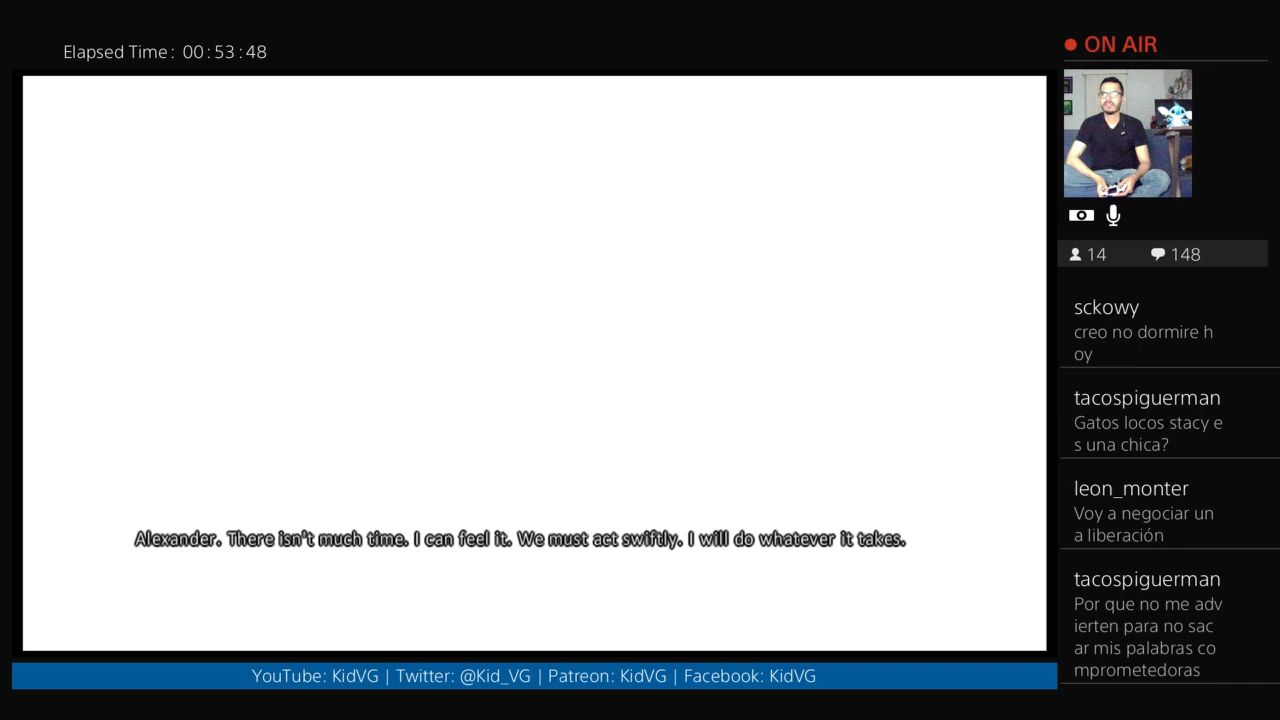 Elapsed Time: 00:53:48
ON AIR
14 148
sckowy
creo no dormire h
oy
tacospiguerman
Gatos locos stacy e
s una chica?
leon_monter
Voy a negociar un
a liberación
tacospiguerman
Por que no me adv
ierten para no sac
ar mis palabras co
mprometedoras
Alexander. There isn't much time. I can feel it. We must act swiftly. I will do whatever it takes.
YouTube: KidVG | Twitter: @Kid_VG | Patreon: KidVG | Facebook: KidVG